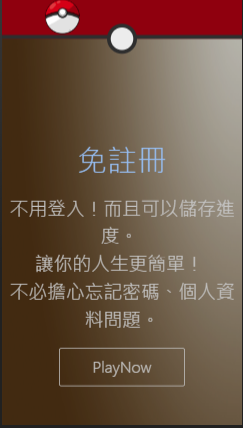 免註冊
不用登入！而且可以儲存進
度。
讓你的人生更簡單！
不必擔心忘記密碼、個人資
料問題。
PlayNow